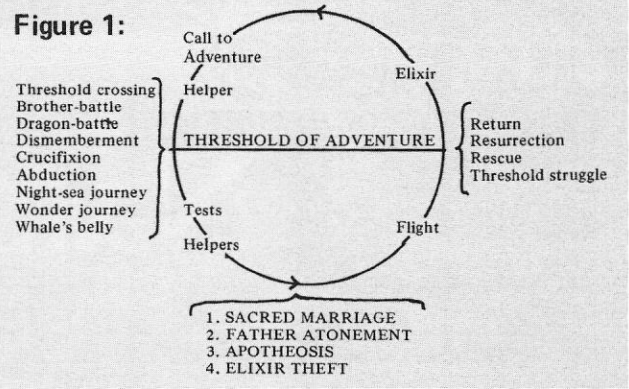 Figure 1:
Call to
Adventure
Helper
Elixir
Threshold crossing
Brother-battle
Dragon-battle
Dismemberment
Crucifixion
Abduction
Night-sea journey
Wonder journey
Whale's belly
THRESHOLD OF ADVENTURE
Return
Resurrection
Rescue
Threshold struggle
Tests
Helpers
Flight
1. SACRED MARRIAGE
2. FATHER ATONEMENT
3. APOTHEOSIS
4. ELIXIR THEFT